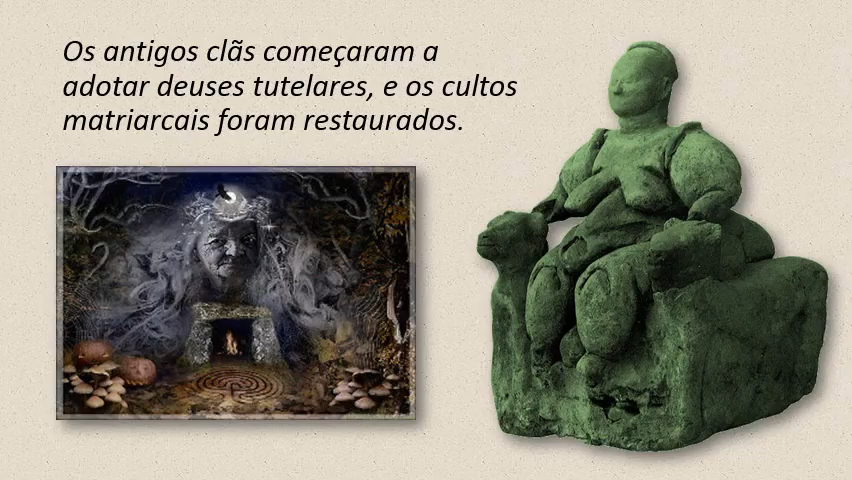 Os antigos clãs começaram a
adotar deuses tutelares, e os cultos
matriarcais foram restaurados.